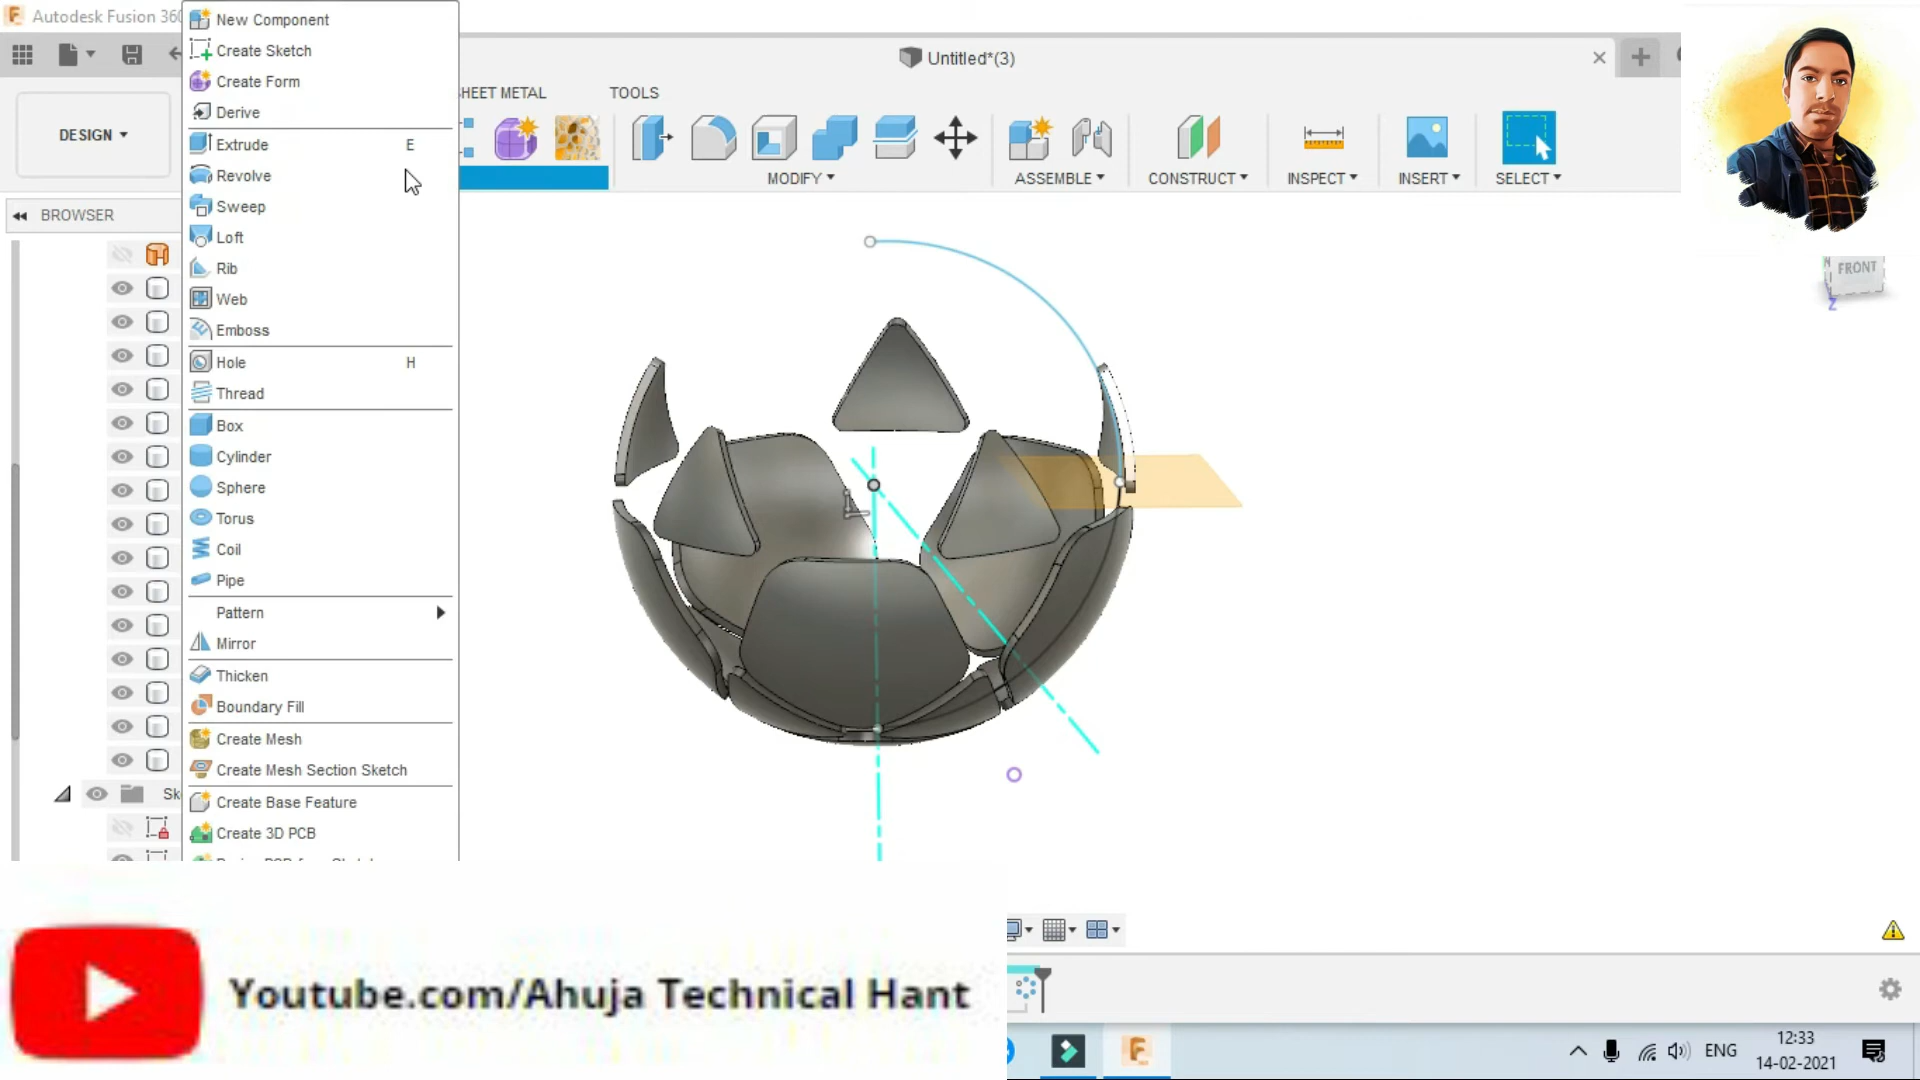 Autodesk Fusion 360
Untitled*(3)
SHEET METAL
TOOLS
DESIGN
MODIFY
ASSEMBLE
CONSTRUCT
INSPECT
INSERT
SELECT
BROWSER
New Component
Create Sketch
Create Form
Derive
Extrude E
Revolve
Sweep
Loft
Rib
Web
Emboss
Hole H
Thread
Box
Cylinder
Sphere
Torus
Coil
Pipe
Pattern
Mirror
Thicken
Boundary Fill
Create Mesh
Create Mesh Section Sketch
Create Base Feature
Create 3D PCB
Sk
FRONT
Z
Youtube.com/Ahuja Technical Hant
ENG
12:33
14-02-2021